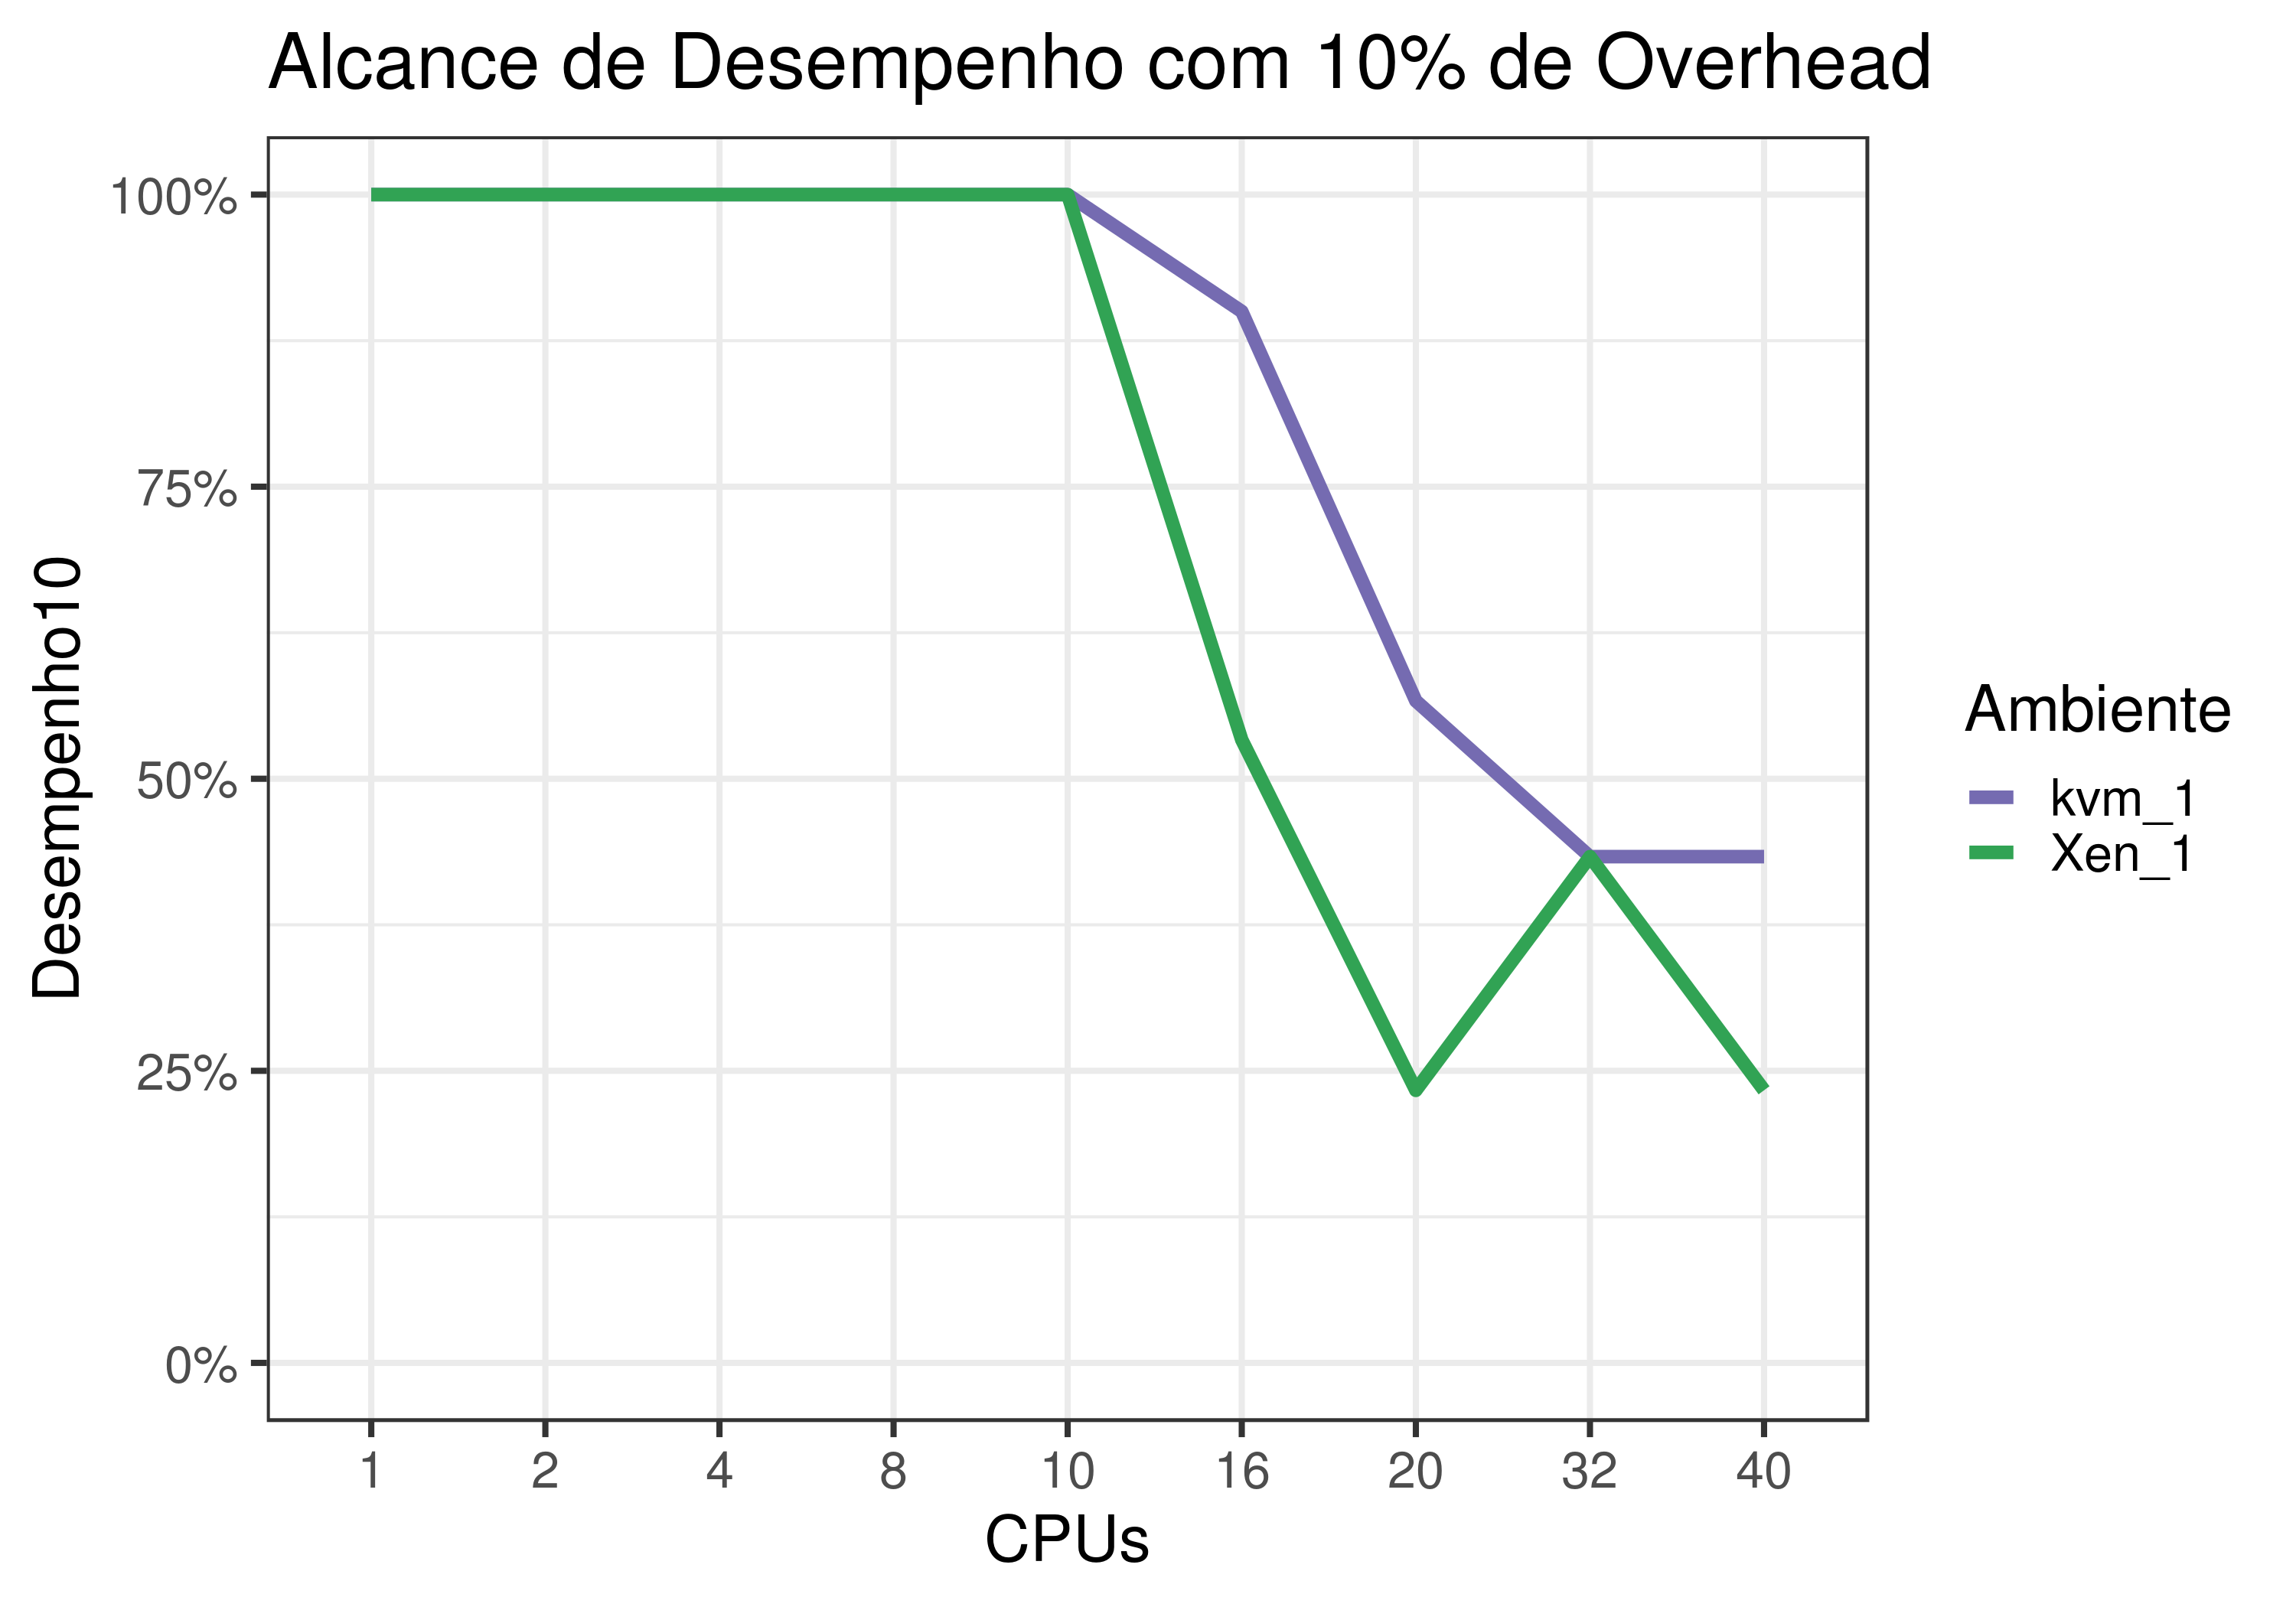 Alcance de Desempenho com 10% de Overhead
Desempenho10
100%
75%
50%
25%
0%
1 2 4 8 10 16 20 32 40
CPUs
Ambiente
kvm_1
Xen_1